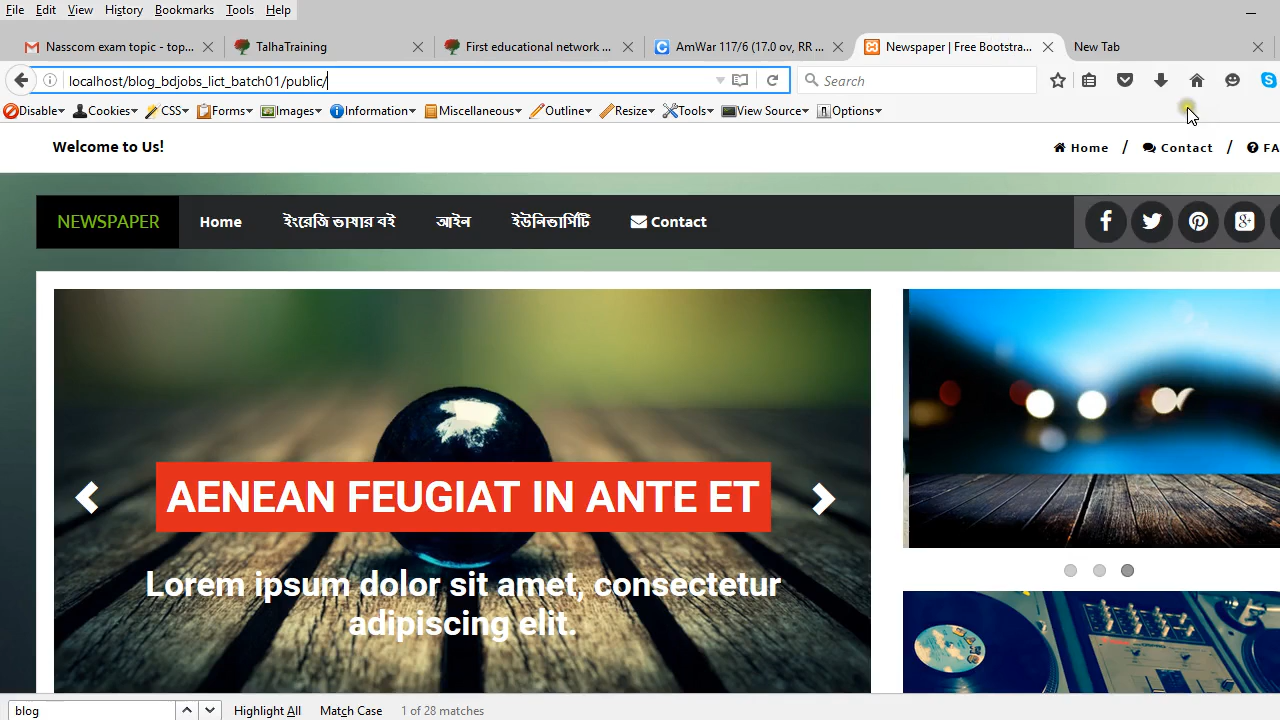 File Edit View History Bookmarks Tools Help
Nasscom exam topic - t...p... TalhaTraining First educational network ... AmWar 117/6 (17.0 ov, RR ... Newspaper | Free Bootstra... New Tab
localhost/blog_bdjobs_lict_batch01/public/ Search
Disable Cookies CSS Forms Images Information Miscellaneous Outline Resize Tools View Source Options
Welcome to Us! Home / Contact / FA
NEWSPAPER Home ইংরেজি ভাষার বই আইন ইউনিভার্সিটি Contact
AENEAN FEUGIAT IN ANTE ET
Lorem ipsum dolor sit amet, consectetur
adipiscing elit.
blog Highlight All Match Case 1 of 28 matches